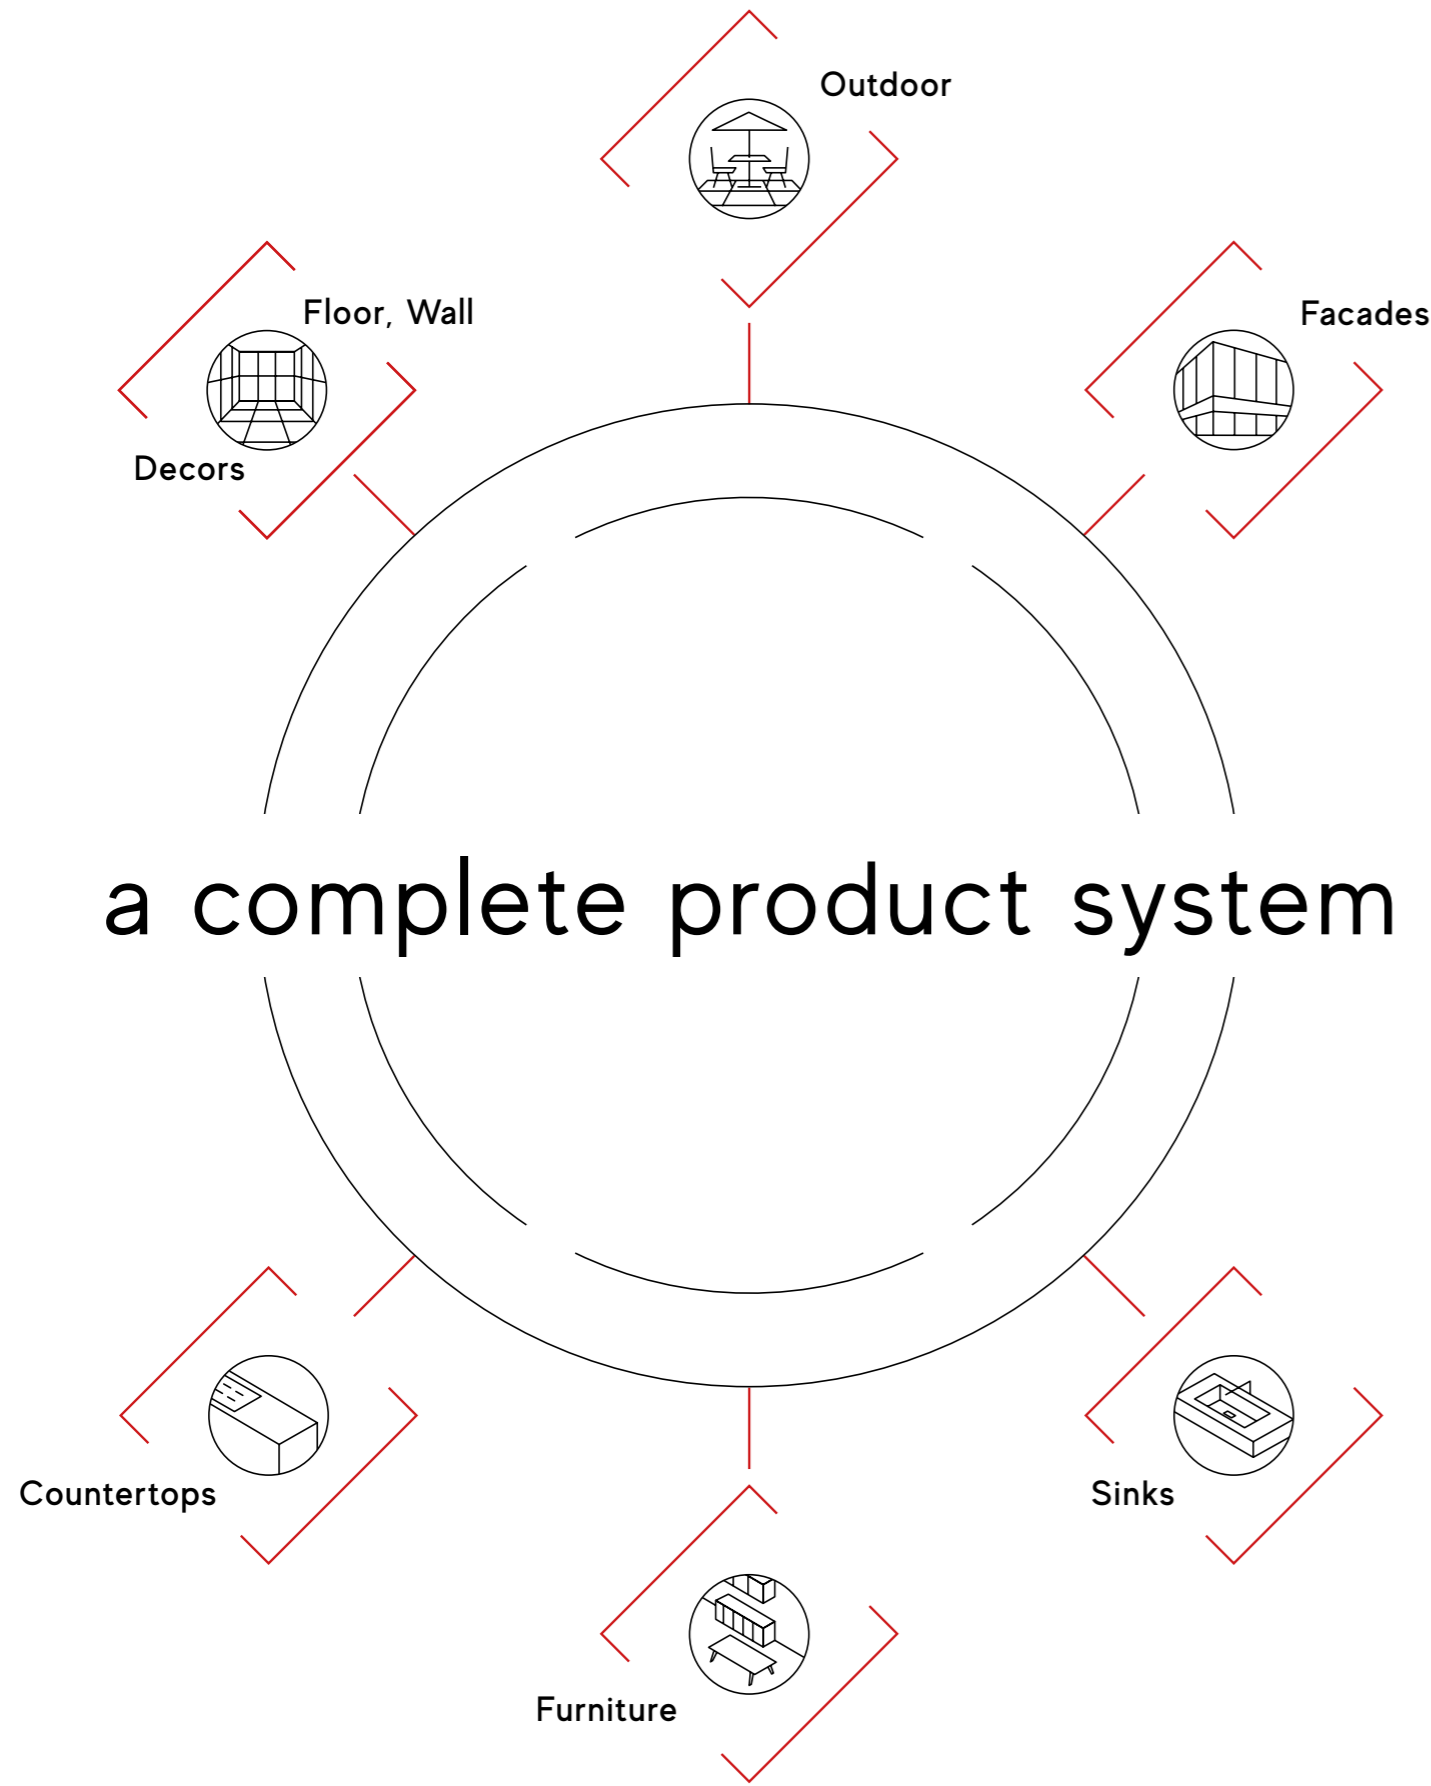 Outdoor
Floor, Wall
Facades
Decors
a complete product system
Countertops
Sinks
Furniture